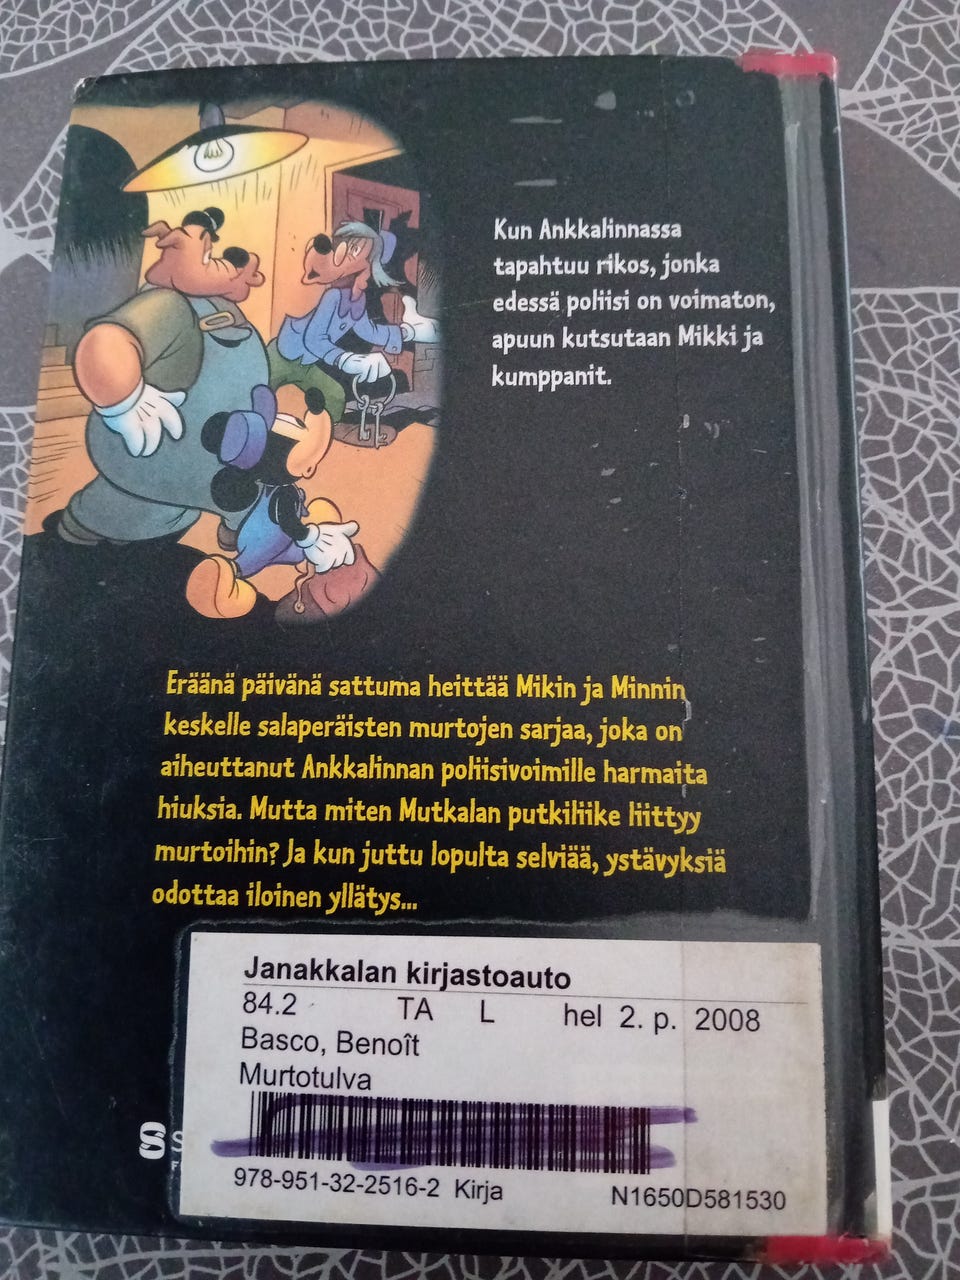 Kun Ankkalinnassa
tapahtuu rikos, jonka
edessä poliisi on voimaton,
apuun kutsutaan Mikki ja
kumppanit.
Eräänä päivänä sattuma heittää Mikin ja Minnin
keskelle salaperäisten murtojen sarjaa, joka on
aiheuttanut Ankkalinnan poliisivoimille harmaita
hiuksia. Mutta miten Mutkalan putkiliike liittyy
murtoihin? Ja kun juttu lopulta selviää, ystävyksiä
odottaa iloinen yllätys...
Janakkalan kirjastoauto
84.2 TA L hel 2. p. 2008
Basco, Benoît
Murtotulva
978-951-32-2516-2 Kirja N1650D581530